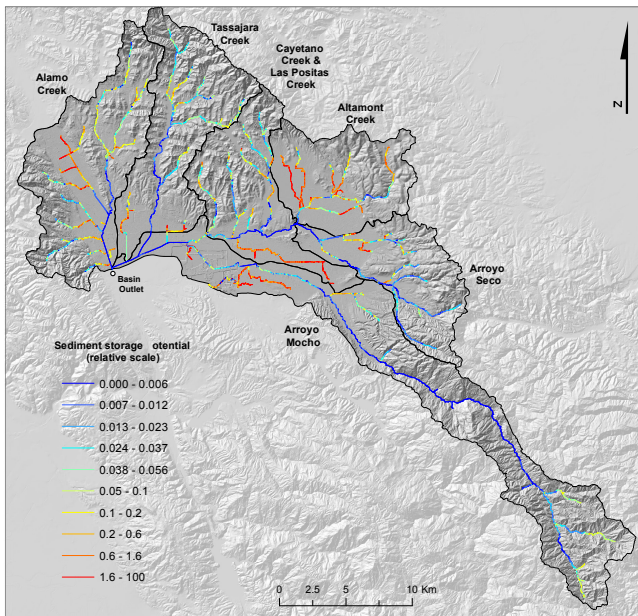 Tassajara
Creek
Cayetano
Creek &
Las Positas
Creek
Alamo
Creek
Altamont
Creek
N
Arroyo
Seco
Basin
Outlet
Arroyo
Mocho
Sediment storage otential
(relative scale)
0.000 - 0.006
0.007 - 0.012
0.013 - 0.023
0.024 - 0.037
0.038 - 0.056
0.05 - 0.1
0.1 - 0.2
0.2 - 0.6
0.6 - 1.6
1.6 - 100
0 2.5 5 10 Km